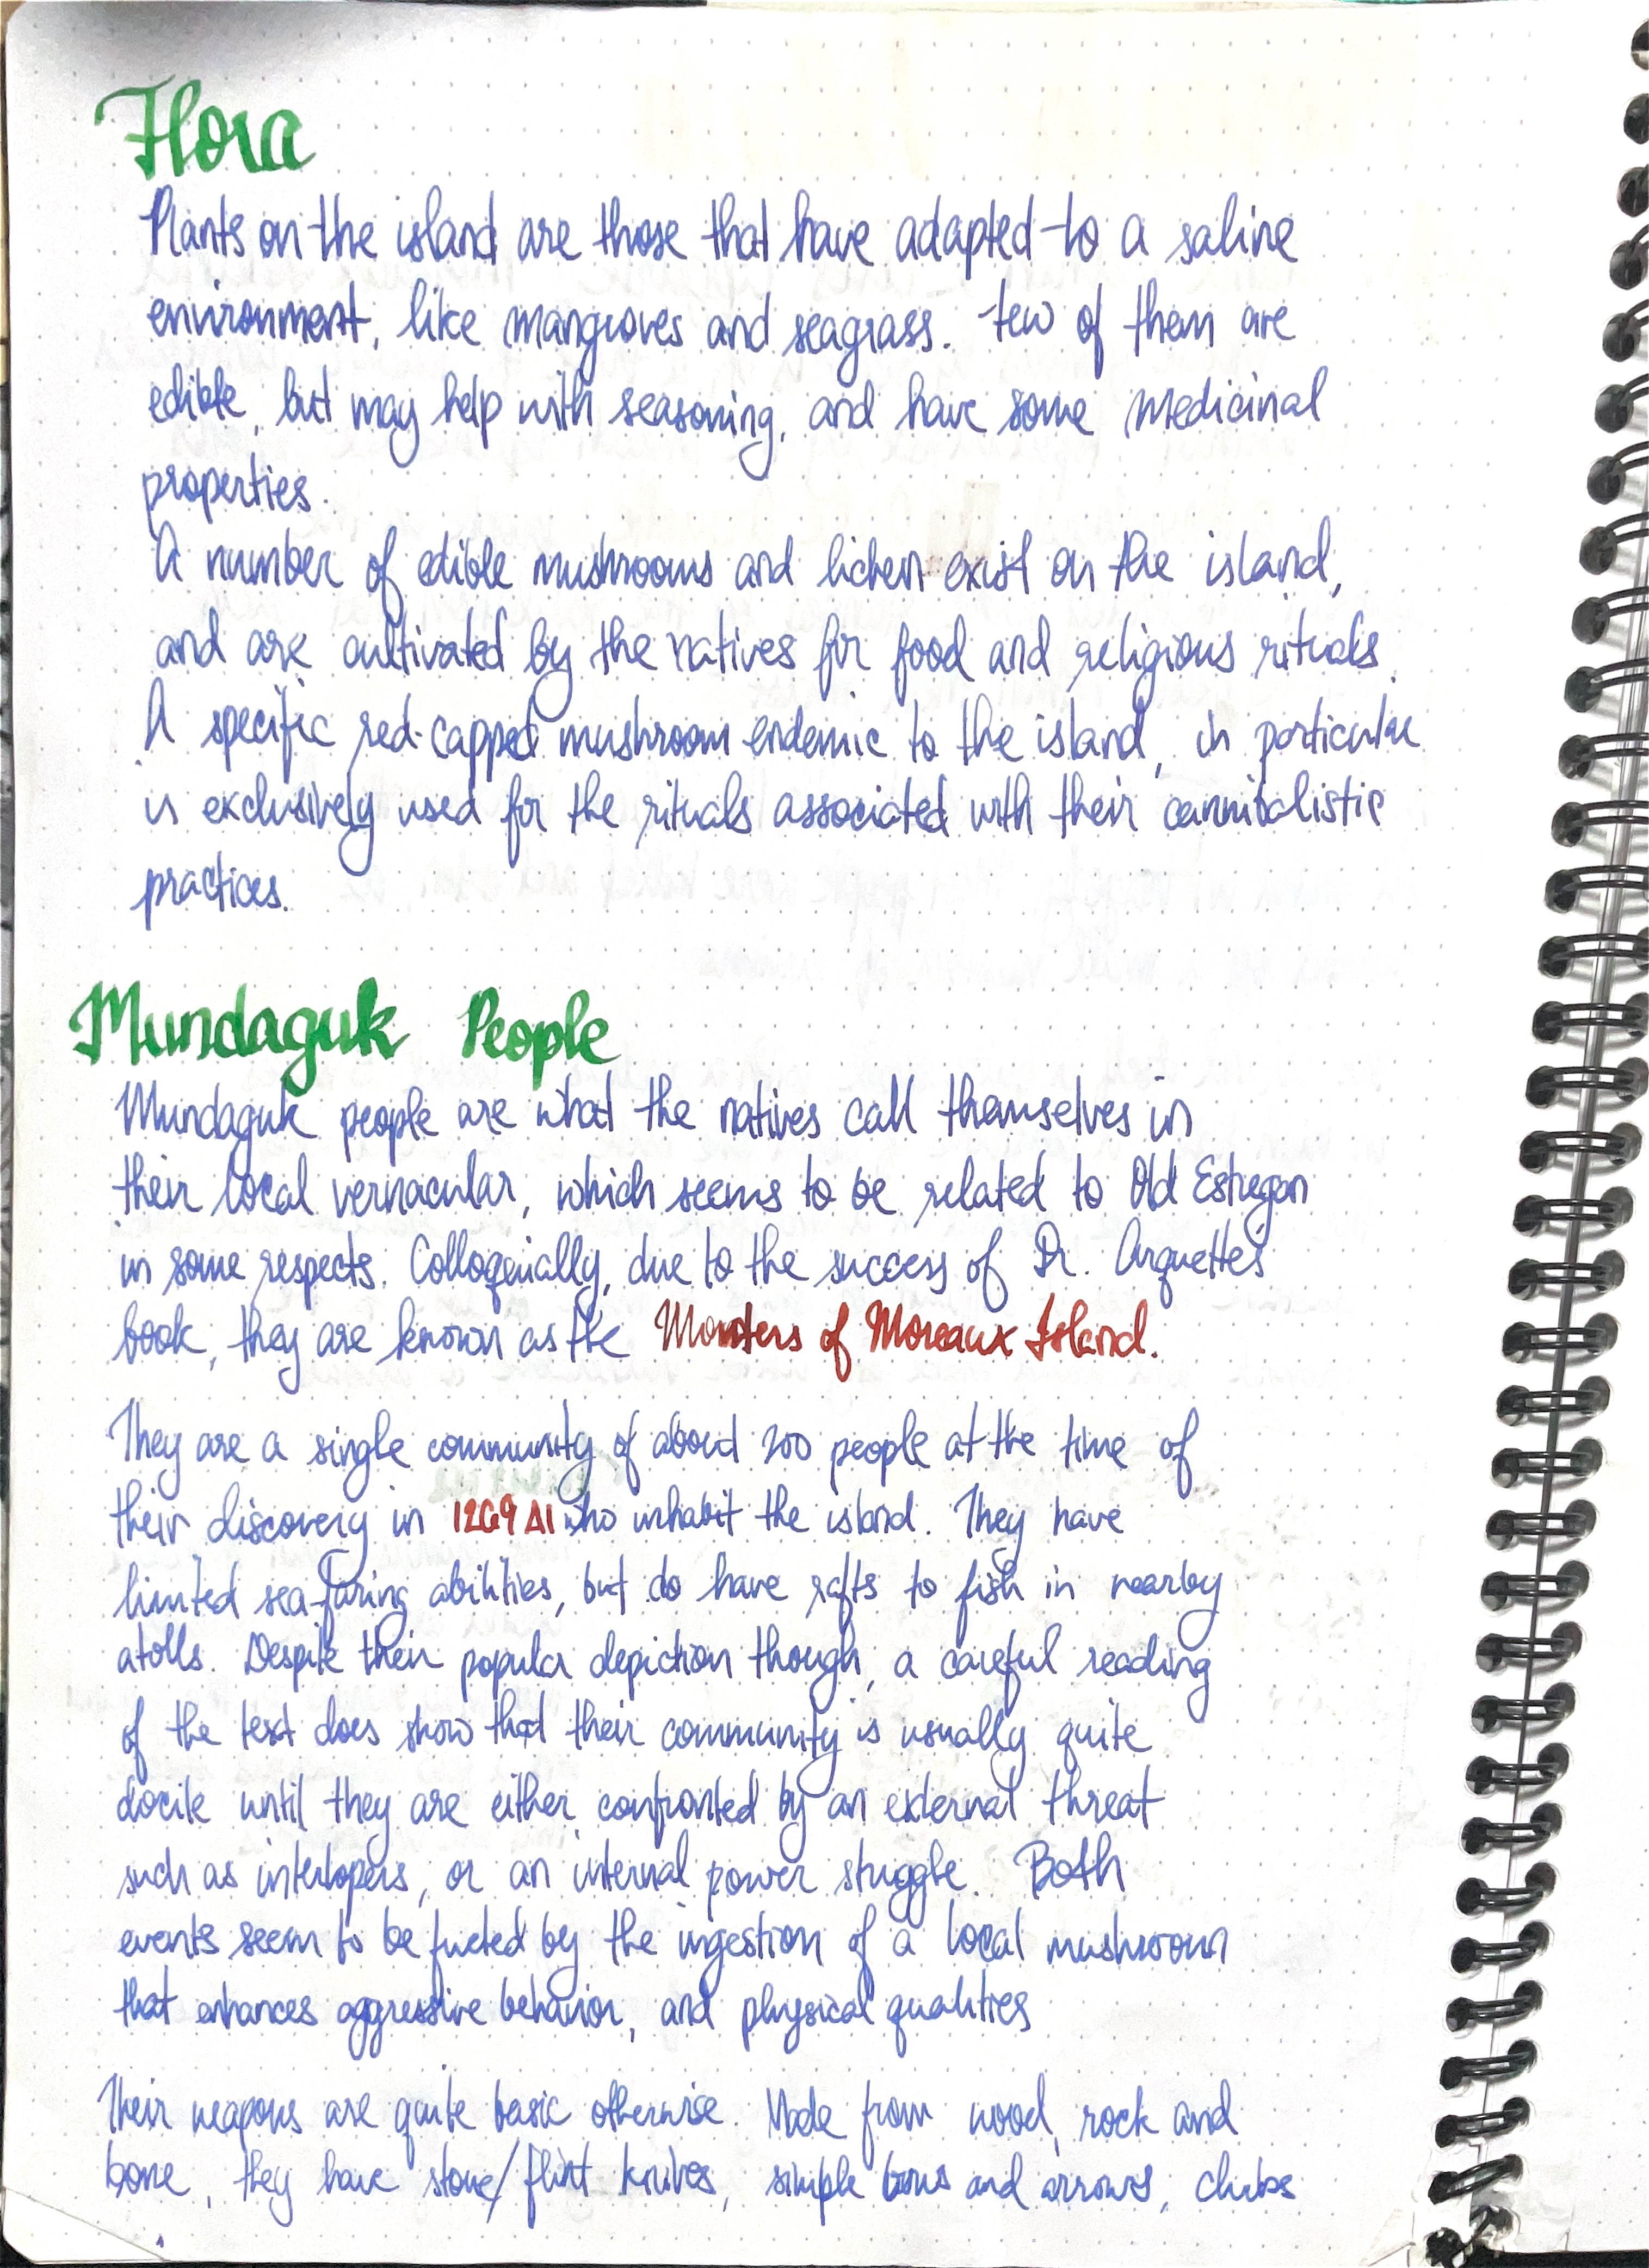 Flora
Plants on the island are those that have adapted to a saline
environment, like mangroves and seagrass. few of them are
edible, but may help with seasoning, and have some medicinal
properties.
A number of edible mushrooms and lichen exist on the island,
and are cultivated by the natives for food and religious rituals.
A specific red-capped mushroom endemic to the island, in particular
is exclusively used for the rituals associated with their cannibalistic
practices.
Mundaguk People
Mundaguk people are what the natives call themselves in
their local vernacular, which seems to be related to Old Estregan
in some respects. Colloqeuially, due to the success of Dr. Arquette's
book, they are known as the Monsters of Moreaux Island.
They are a single community of about 200 people at the time of
their discovery in 1269 AI who inhabit the island. They have
limited sea-faring abilities, but do have rafts to fish in nearby
atolls. Despite their popular depiction though, a careful reading
of the text does show that their community is usually quite
docile until they are either confronted by an external threat
such as interlopers, or an internal power stuggle. Both
events seem to be fueled by the ingestion of a local mushroom
that enhances aggressive behavior, and physical qualities
Their weapons are quite basic otherwise. Made from wood, rock and
bone, they have stone/flint knives, simple bows and arrows, clubs